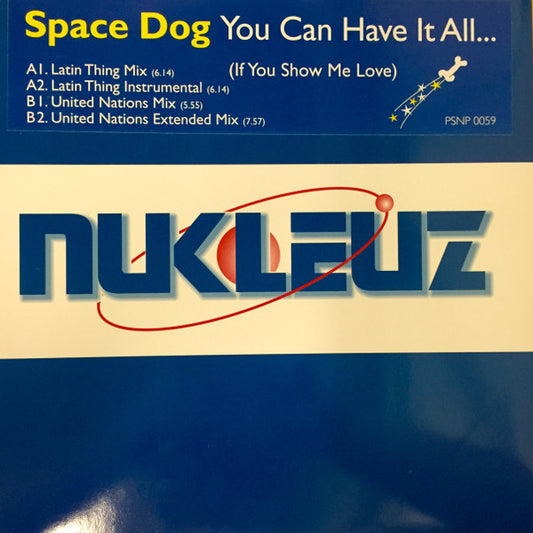 Space Dog You Can Have It All...
(If You Show Me Love)
A1. Latin Thing Mix (6.14)
A2. Latin Thing Instrumental (6.14)
B1. United Nations Mix (5.55)
B2. United Nations Extended Mix (7.57)
PSNP 0059
NUKLEUZ